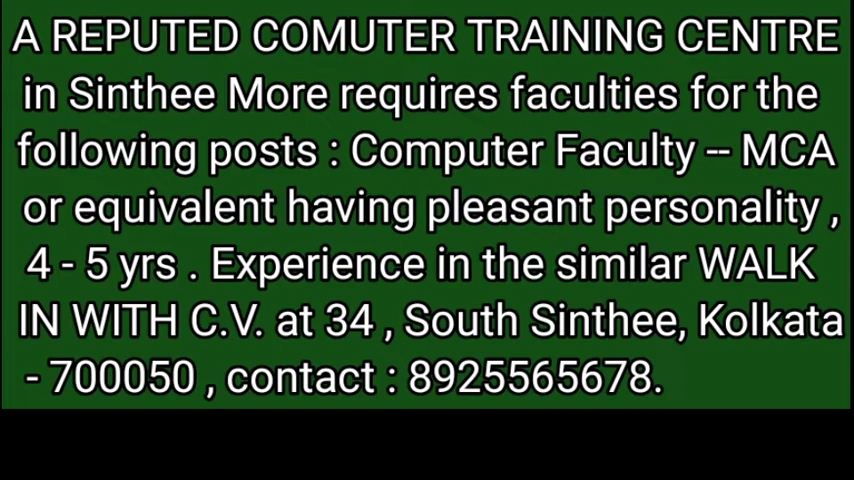 A REPUTED COMUTER TRAINING CENTRE
in Sinthee More requires faculties for the
following posts : Computer Faculty -- MCA
or equivalent having pleasant personality ,
4 - 5 yrs . Experience in the similar WALK
IN WITH C.V. at 34 , South Sinthee, Kolkata
- 700050 , contact : 8925565678.